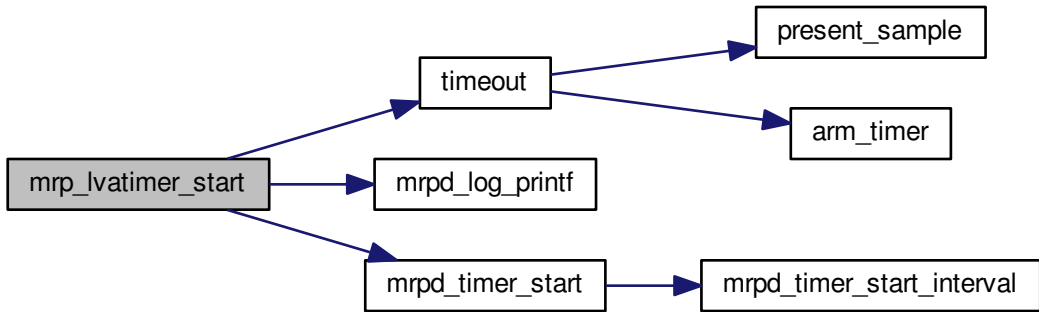 present_sample
timeout
arm_timer
mrp_lvatimer_start
mrpd_log_printf
mrpd_timer_start
mrpd_timer_start_interval